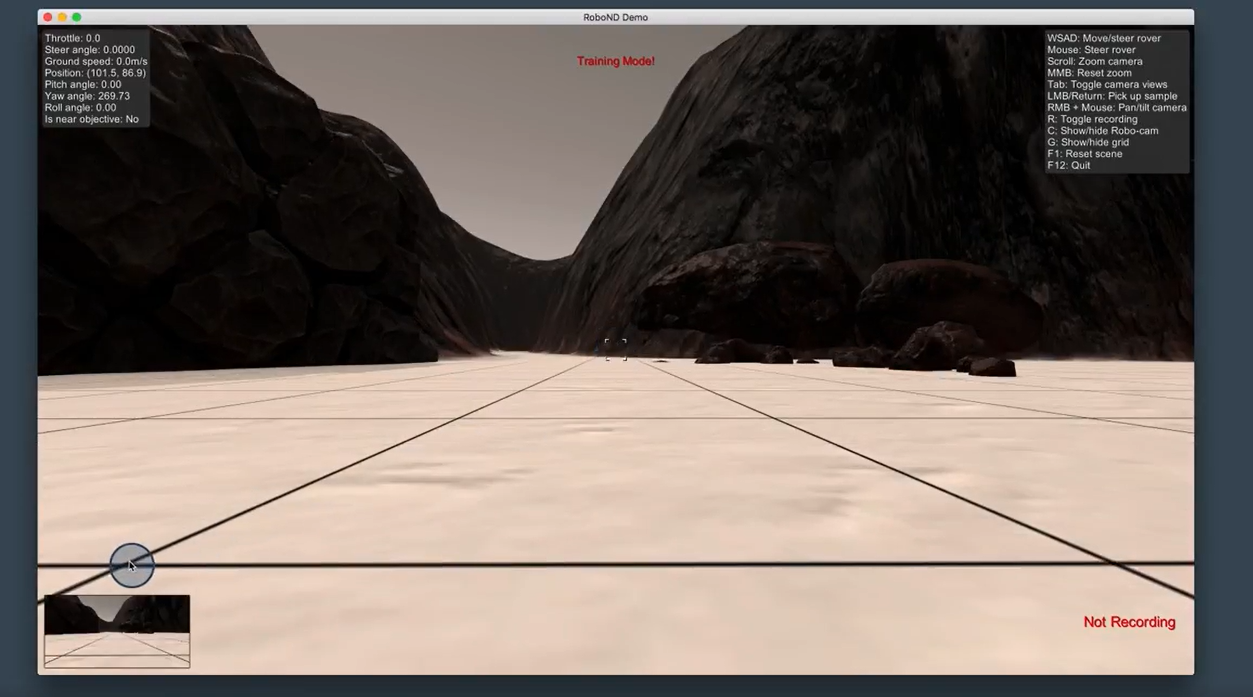 RoboND Demo
Throttle: 0.0
Steer angle: 0.0000
Ground speed: 0.0m/s
Position: (101.5, 86.9)
Pitch angle: 0.00
Yaw angle: 269.73
Roll angle: 0.00
Is near objective: No
Training Mode!
WSAD: Move/steer rover
Mouse: Steer rover
Scroll: Zoom camera
MMB: Reset zoom
Tab: Toggle camera views
LMB/Return: Pick up sample
RMB + Mouse: Pan/tilt camera
R: Toggle recording
C: Show/hide Robo-cam
G: Show/hide grid
F1: Reset scene
F12: Quit
Not Recording